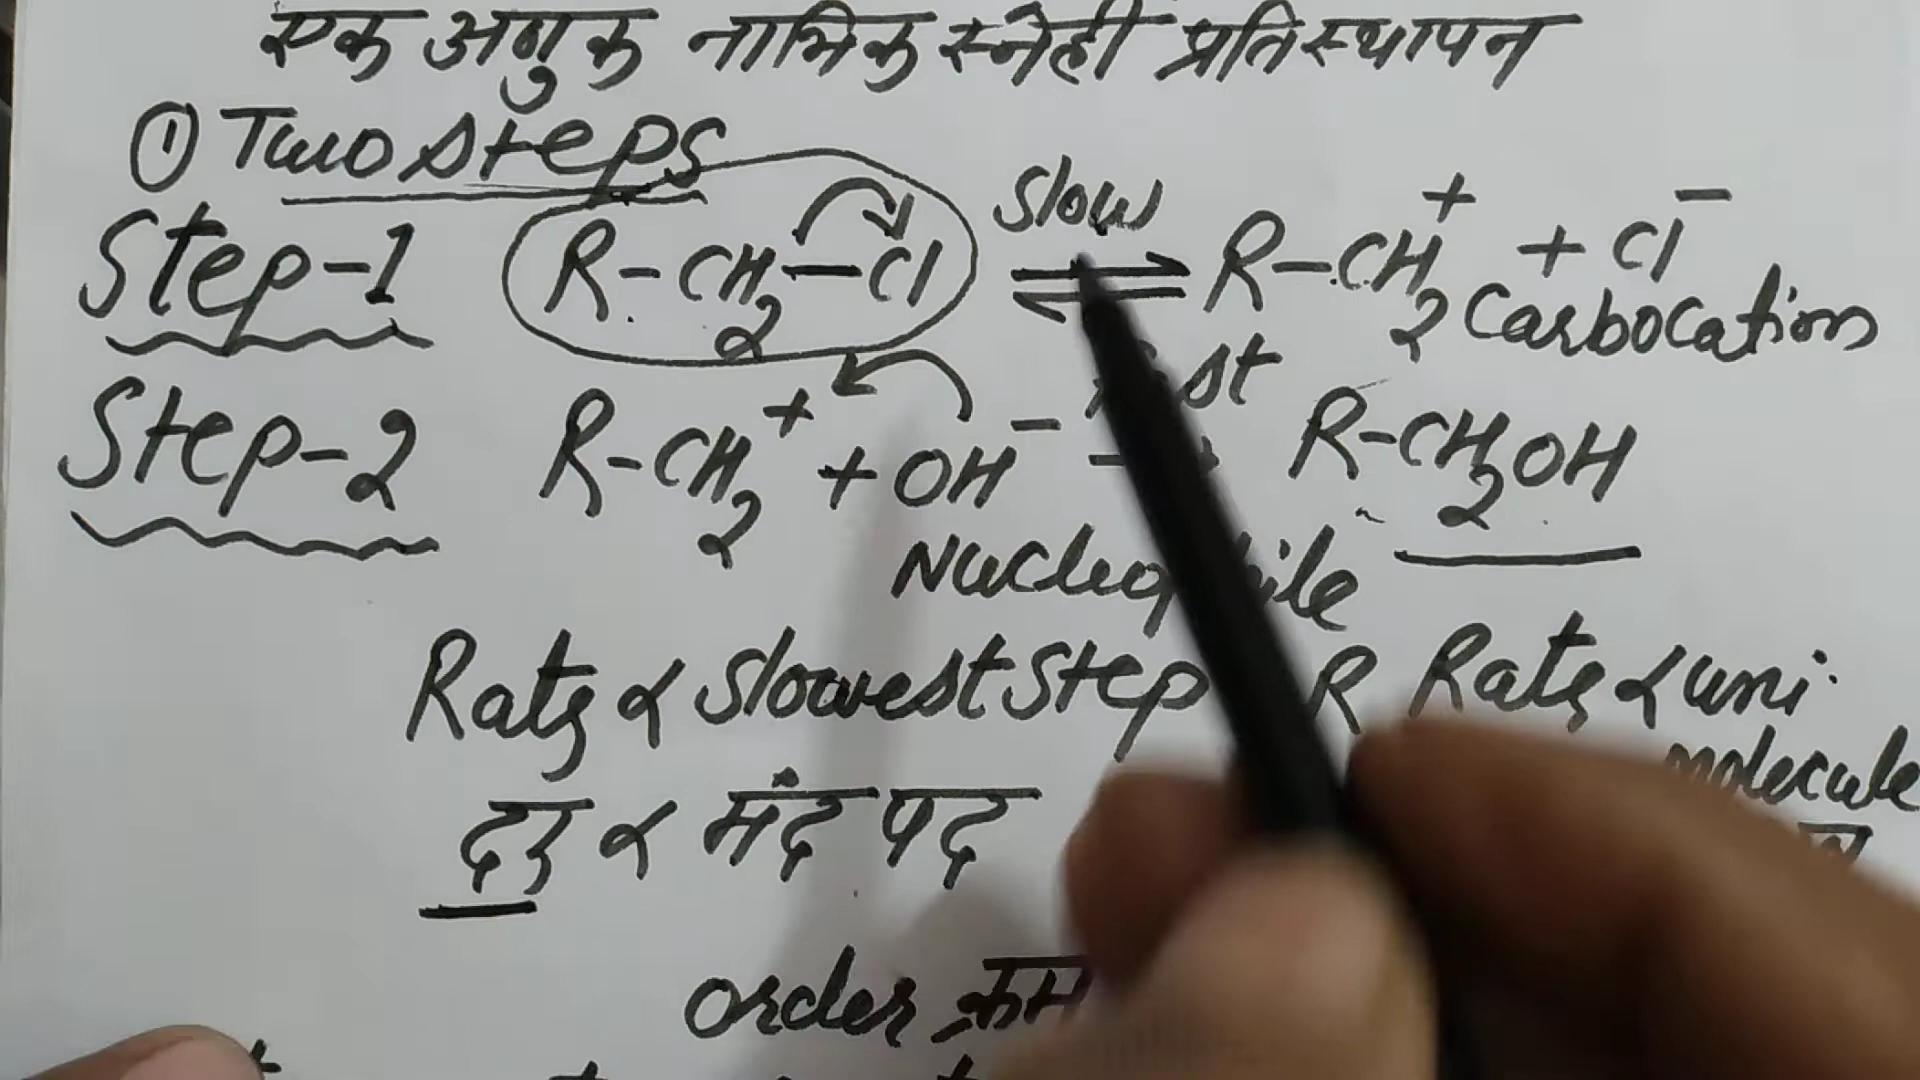 एक अणुक नाभिक स्नेही प्रतिस्थापन
① Two Steps
Step-1 R-CH2-Cl Slow ⇌ R-CH2+ + Cl- Carbocation
Step-2 R-CH2+ + OH- R-CH2OH
Rate α Slowest Step R Rate α uni
molecule
दर α मंद पद
order क्रम